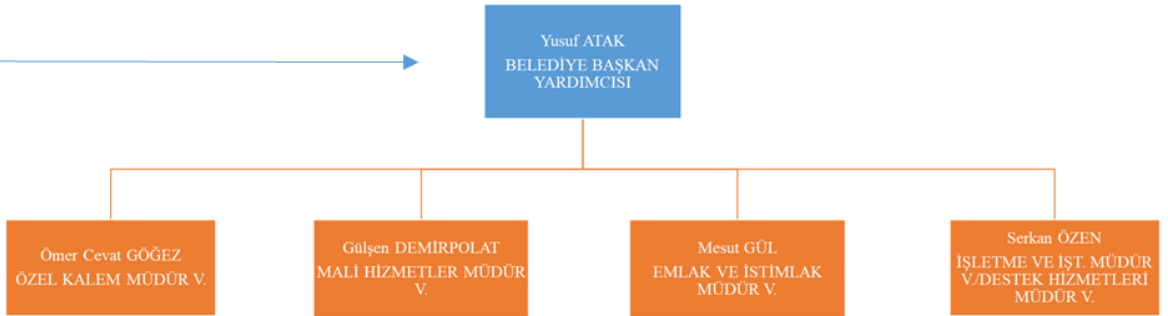 Yusuf ATAK
BELEDİYE BAŞKAN
YARDIMCISI
Ömer Cevat GÖĞEZ
ÖZEL KALEM MÜDÜR V.
Gülşen DEMİRPOLAT
MALİ HİZMETLER MÜDÜR
V.
Mesut GÜL
EMLAK VE İSTİMLAK
MÜDÜR V.
Serkan ÖZEN
İŞLETME VE İŞT. MÜDÜR
V./DESTEK HİZMETLERİ
MÜDÜR V.